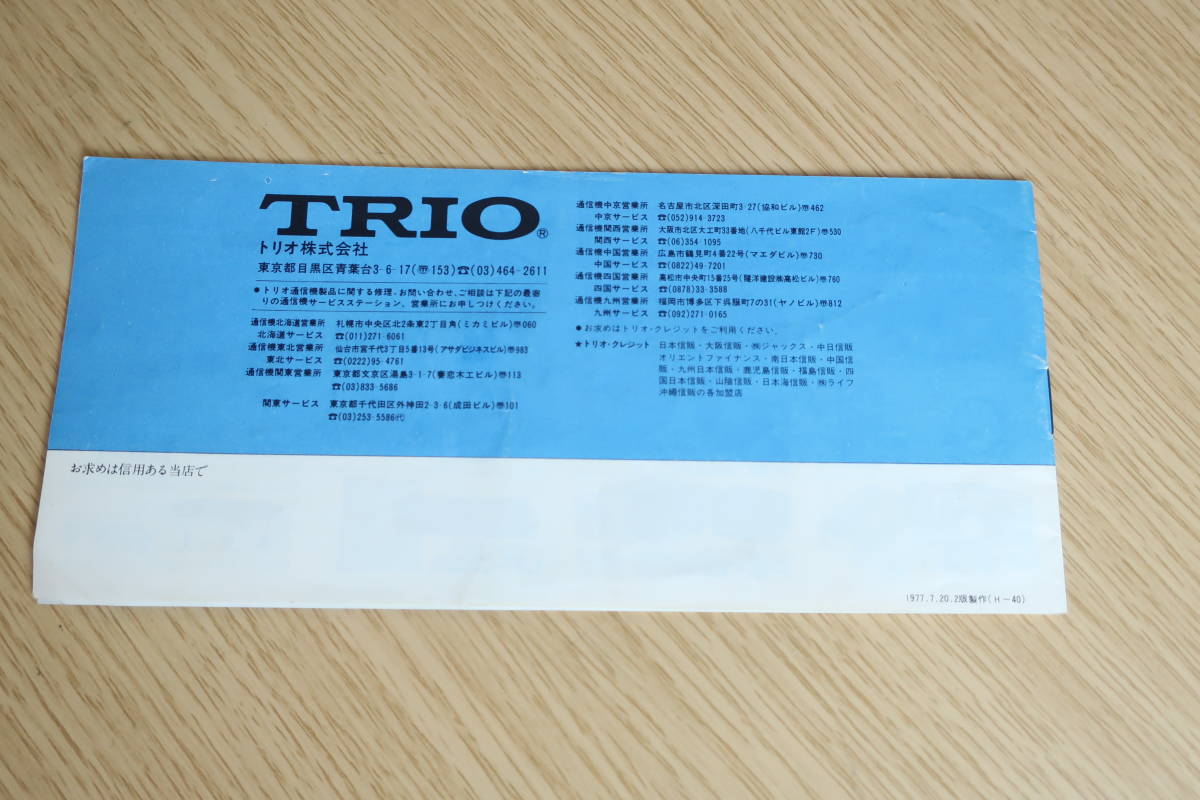 TRIO®
トリオ株式会社
東京都目黒区青葉台3-6-17(〠153)☎(03)464-2611
●トリオ通信機製品に関する修理、お問い合わせ、ご相談は下記の最寄
りの通信機サービスステーション、営業所にお申しつけください。
通信機北海道営業所 札幌市中央区北2条東2丁目角(ミカミビル)〠060
北海道サービス ☎(011)271-6061
通信機東北営業所 仙台市宮千代3丁目5番13号(アサダビジネスビル)〠983
東北サービス ☎(0222)95-4761
通信機関東営業所 東京都文京区湯島3-1-7(妻恋木工ビル)〠113
☎(03)833-5686
関東サービス 東京都千代田区外神田2-3-6(成田ビル)〠101
☎(03)253-5586代
通信機中京営業所 名古屋市北区深田町3-27(協和ビル)〠462
中京サービス ☎(052)914-3723
通信機関西営業所 大阪市北区大工町33番地(八千代ビル東館2F)〠530
関西サービス ☎(06)354-1095
通信機中国営業所 広島市鶴見町4番22号(マエダビル)〠730
中国サービス ☎(0822)49-7201
通信機四国営業所 高松市中央町15番25号(隆洋建設㈱高松ビル)〠760
四国サービス ☎(0878)33-3588
通信機九州営業所 福岡市博多区下呉服町7の31(ヤノビル)〠812
九州サービス ☎(092)271-0165
●お求めはトリオ・クレジットをご利用ください。
★トリオ・クレジット 日本信販・大阪信販・㈱ジャックス・中日信販
オリエントファイナンス・南日本信販・中国信
販・九州日本信販・鹿児島信販・福島信販・四
国日本信販・山陰信販・日本海信販・㈱ライフ
沖縄信販の各加盟店
お求めは信用ある当店で
1977.7.20.2版製作(H-40)